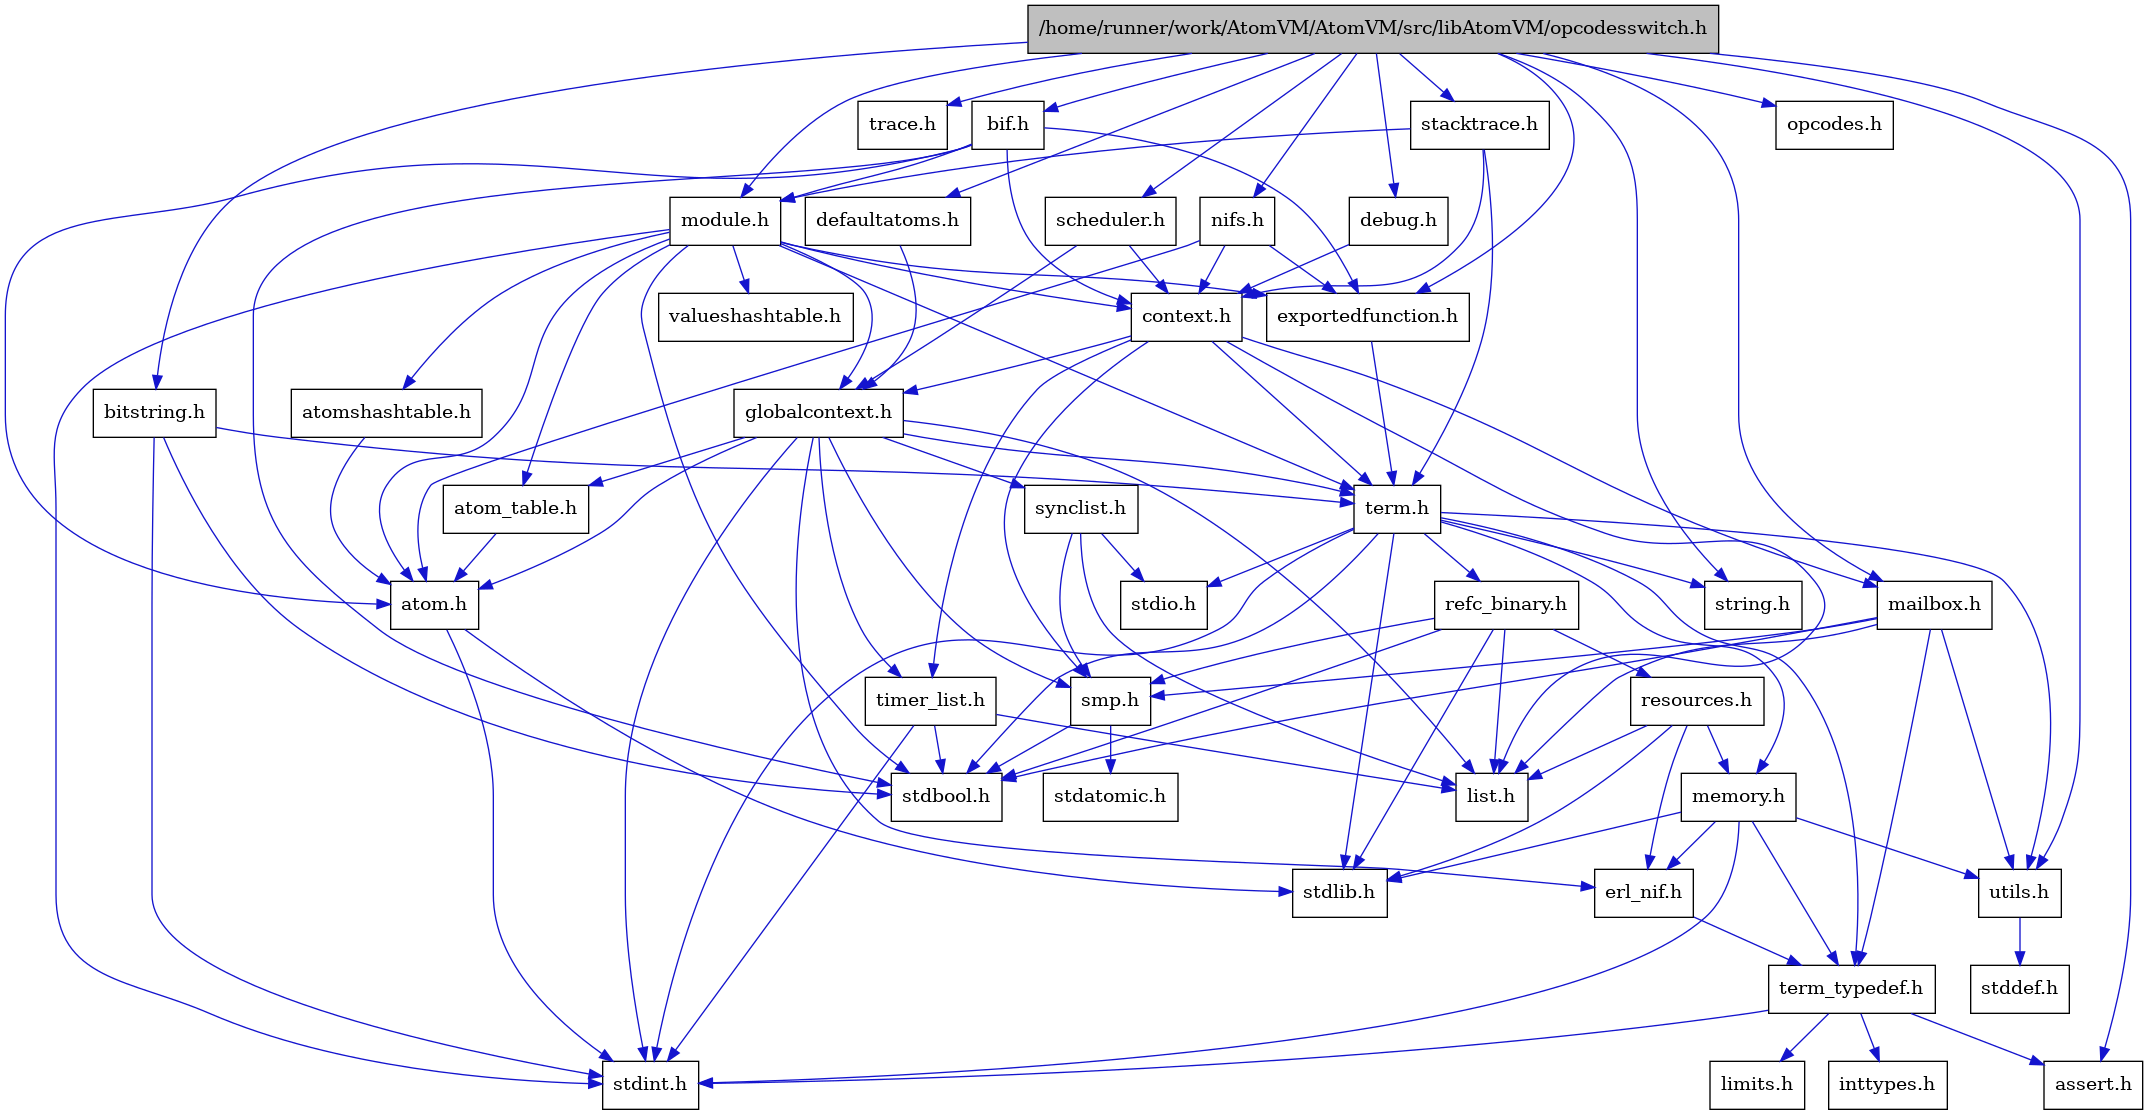 /home/runner/work/AtomVM/AtomVM/src/libAtomVM/opcodesswitch.h
trace.h
bif.h
stacktrace.h
opcodes.h
module.h
defaultatoms.h
scheduler.h
nifs.h
debug.h
valueshashtable.h
context.h
exportedfunction.h
bitstring.h
atomshashtable.h
globalcontext.h
atom_table.h
synclist.h
term.h
atom.h
stdio.h
refc_binary.h
string.h
mailbox.h
timer_list.h
smp.h
resources.h
stdbool.h
stdatomic.h
list.h
memory.h
stdlib.h
erl_nif.h
utils.h
term_typedef.h
stddef.h
stdint.h
limits.h
inttypes.h
assert.h